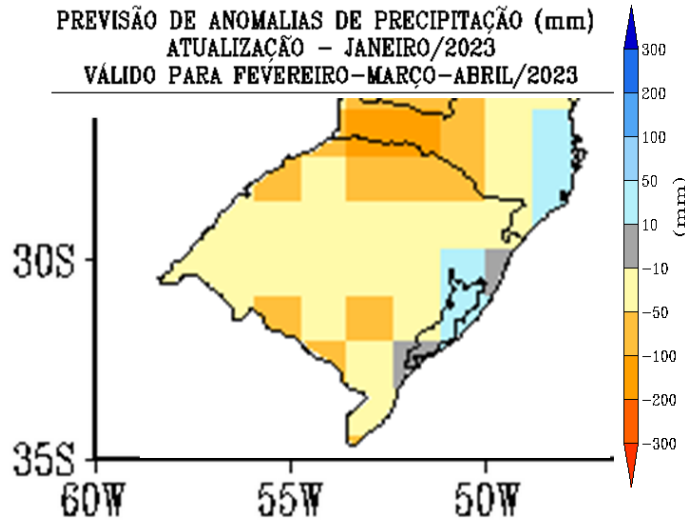 PREVISÃO DE ANOMALIAS DE PRECIPITAÇÃO (mm)
ATUALIZAÇÃO – JANEIRO/2023
VÁLIDO PARA FEVEREIRO–MARÇO–ABRIL/2023
300
200
100
50
10
-10
-50
-100
-200
-300
(mm)
30S
35S
60W 55W 50W